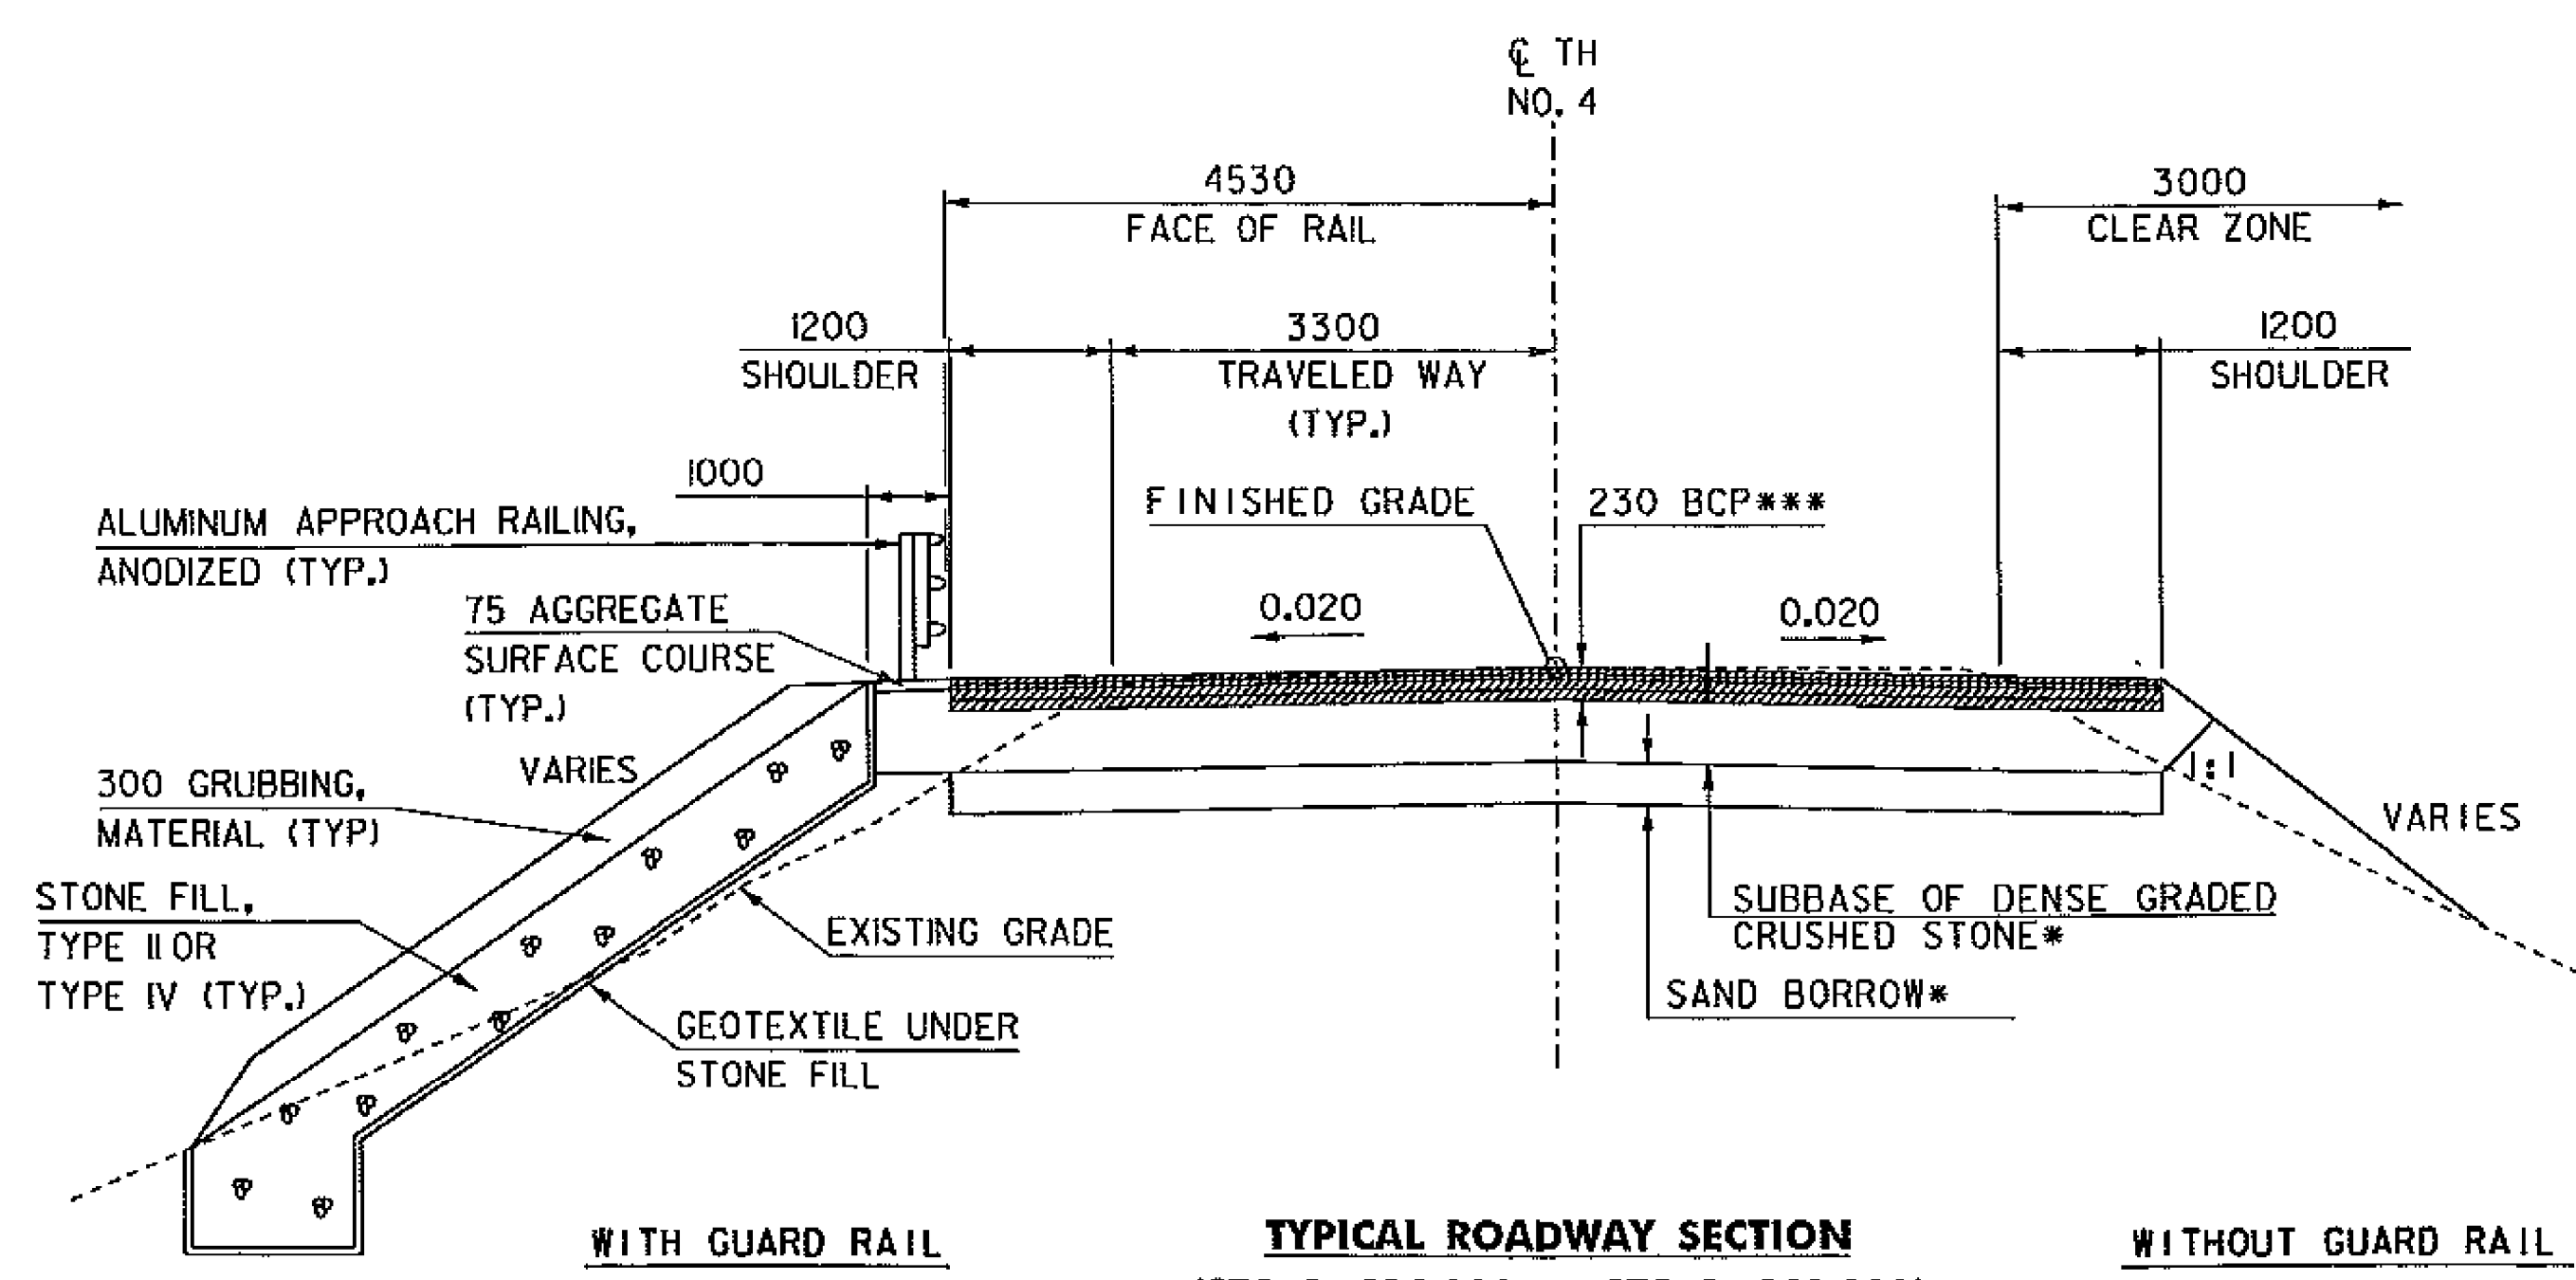 ℄ TH
NO. 4
4530
FACE OF RAIL
3000
CLEAR ZONE
1200
SHOULDER
3300
TRAVELED WAY
(TYP.)
1200
SHOULDER
1000
ALUMINUM APPROACH RAILING,
ANODIZED (TYP.)
FINISHED GRADE
230 BCP***
75 AGGREGATE
SURFACE COURSE
(TYP.)
0.020
0.020
VARIES
300 GRUBBING,
MATERIAL (TYP)
1:1
VARIES
STONE FILL,
TYPE II OR
TYPE IV (TYP.)
EXISTING GRADE
SUBBASE OF DENSE GRADED
CRUSHED STONE*
SAND BORROW*
GEOTEXTILE UNDER
STONE FILL
WITH GUARD RAIL
TYPICAL ROADWAY SECTION
WITHOUT GUARD RAIL